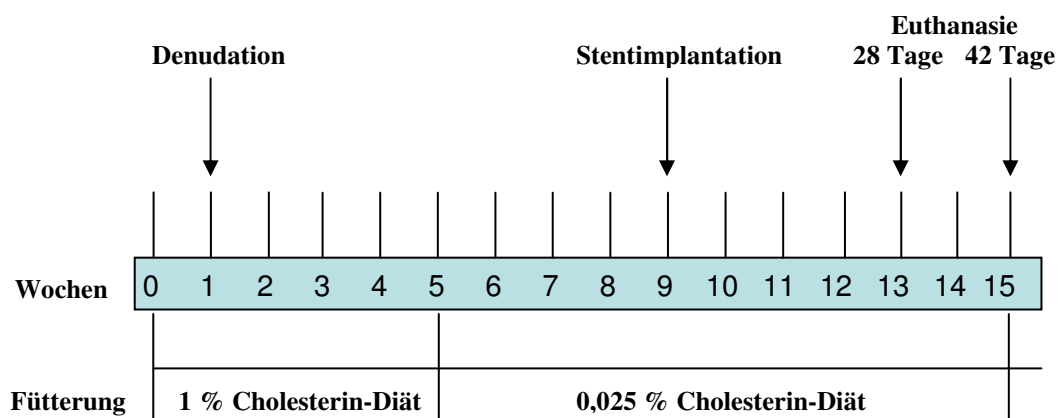 Euthanasie
Denudation Stentimplantation 28 Tage 42 Tage
Wochen 0 1 2 3 4 5 6 7 8 9 10 11 12 13 14 15
Fütterung 1 % Cholesterin-Diät 0,025 % Cholesterin-Diät